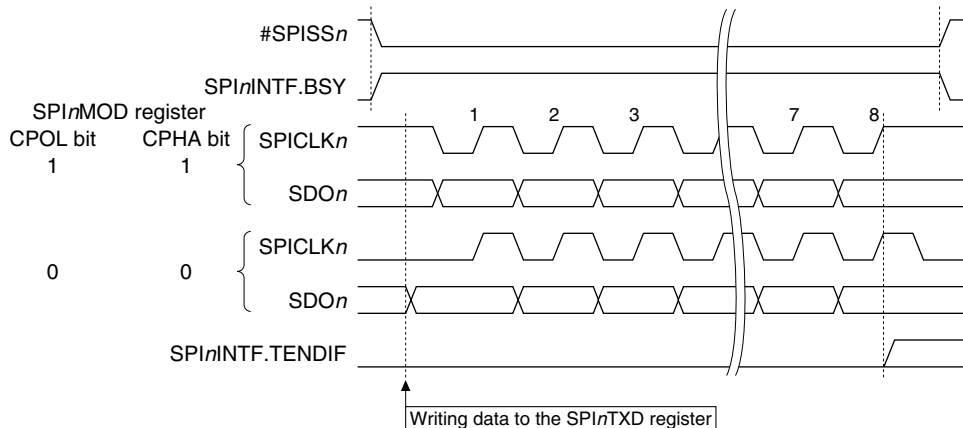 #SPISSn
SPInINTF.BSY
SPInMOD register
CPOL bit CPHA bit
1 1
SPICLKn
1 2 3 7 8
SDOn
SPICLKn
0 0
SDOn
SPInINTF.TENDIF
Writing data to the SPInTXD register